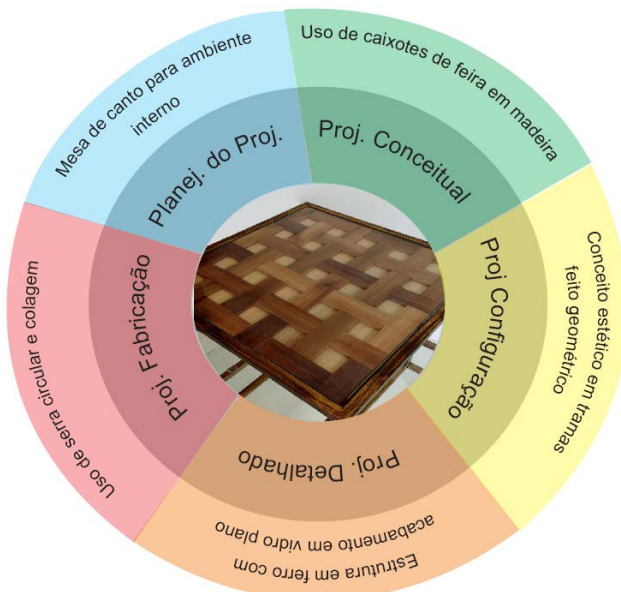 Mesa de canto para ambiente
interno
Planej. do Proj.
Uso de caixotes de feira em madeira
Proj. Conceitual
Conceito estético em tramas
feito geométrico
Proj Configuração
Estrutura em ferro com
acabamento em vidro plano
Proj. Detalhado
Uso de serra circular e colagem
Proj. Fabricação